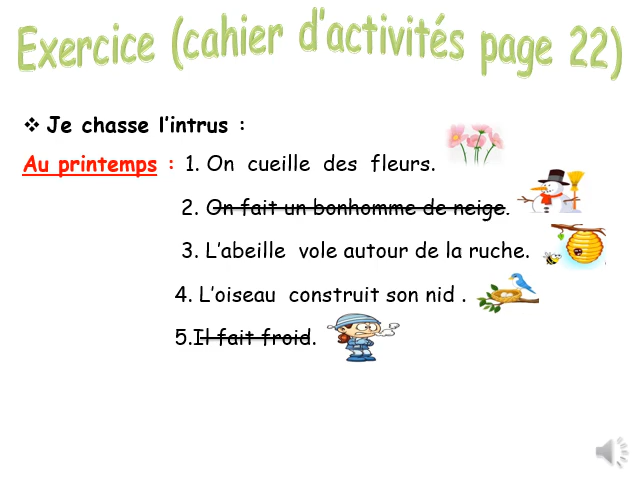 Exercice (cahier d'activités page 22)
❖ Je chasse l'intrus :
Au printemps : 1. On cueille des fleurs.
2. On fait un bonhomme de neige.
3. L'abeille vole autour de la ruche.
4. L'oiseau construit son nid .
5.Il fait froid.